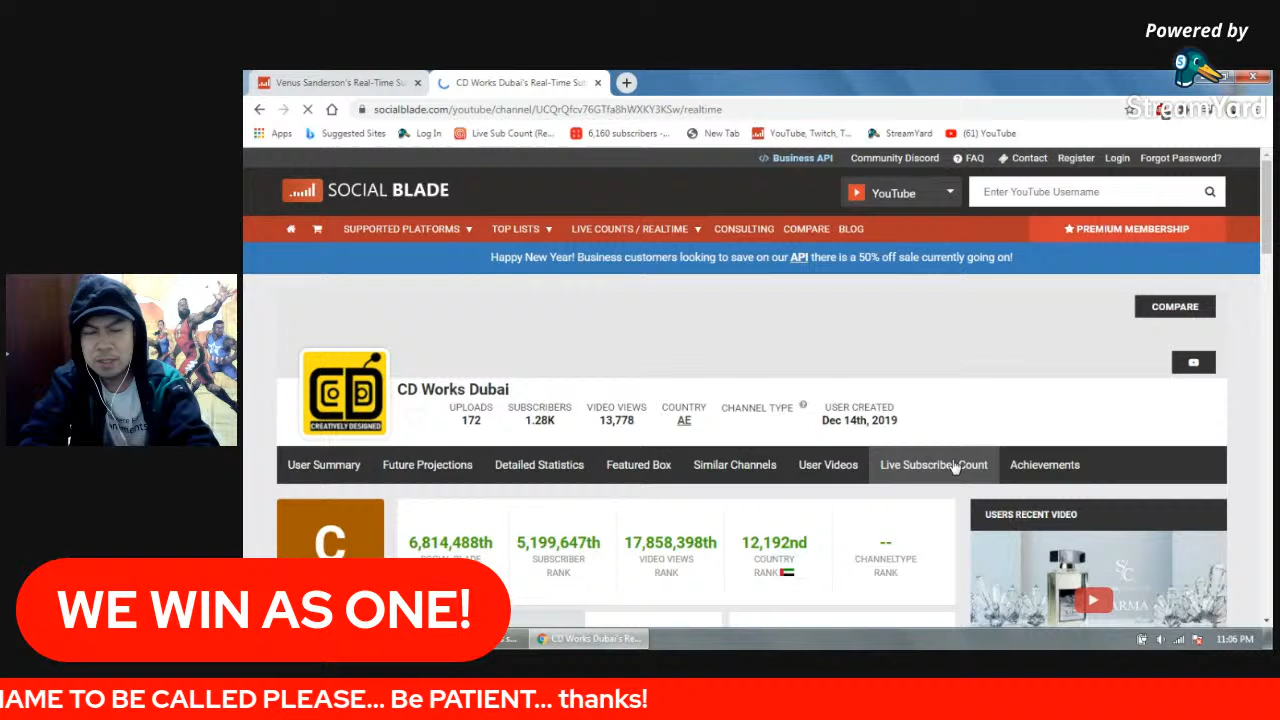 Powered by
StreamYard
Venus Sanderson's Real-Time Su
CD Works Dubai's Real-Time Sub
socialblade.com/youtube/channel/UCQrQfcv76GTfa8hWXKY3KSw/realtime
Apps
Suggested Sites
Log In
Live Sub Count (Re...
6,160 subscribers -...
New Tab
YouTube, Twitch, T...
StreamYard
(61) YouTube
Business API
Community Discord
FAQ
Contact
Register
Login
Forgot Password?
SOCIAL BLADE
YouTube
Enter YouTube Username
SUPPORTED PLATFORMS
TOP LISTS
LIVE COUNTS / REALTIME
CONSULTING
COMPARE
BLOG
PREMIUM MEMBERSHIP
Happy New Year! Business customers looking to save on our API there is a 50% off sale currently going on!
COMPARE
CD
CREATIVELY DESIGNED
CD Works Dubai
UPLOADS
172
SUBSCRIBERS
1.28K
VIDEO VIEWS
13,778
COUNTRY
AE
CHANNEL TYPE
USER CREATED
Dec 14th, 2019
User Summary
Future Projections
Detailed Statistics
Featured Box
Similar Channels
User Videos
Live Subscriber Count
Achievements
C
6,814,488th
5,199,647th
SUBSCRIBER
RANK
17,858,398th
VIDEO VIEWS
RANK
12,192nd
COUNTRY
RANK
--
CHANNELTYPE
RANK
USERS RECENT VIDEO
WE WIN AS ONE!
CD Works Dubai's Re...
11:06 PM
NAME TO BE CALLED PLEASE... Be PATIENT... thanks!